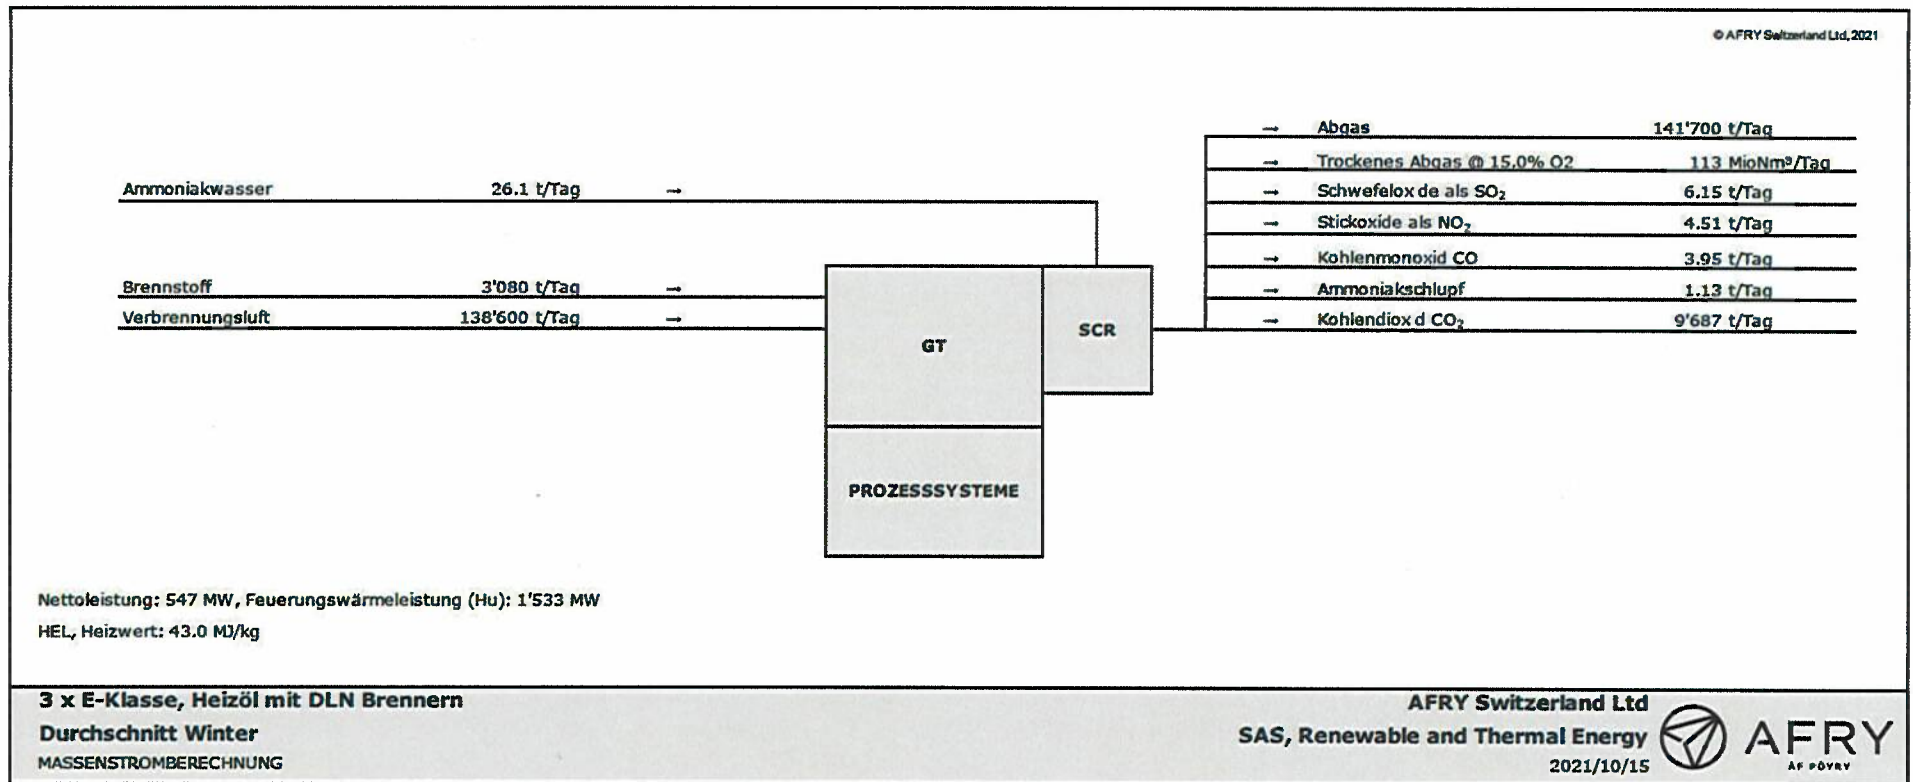 © AFRY Switzerland Ltd, 2021
→ Abgas 141'700 t/Tag
→ Trockenes Abgas @ 15.0% O2 113 MioNm³/Tag
Ammoniakwasser 26.1 t/Tag →
→ Schwefelox de als SO₂ 6.15 t/Tag
→ Stickoxide als NO₂ 4.51 t/Tag
→ Kohlenmonoxid CO 3.95 t/Tag
Brennstoff 3'080 t/Tag →
→ Ammoniakschlupf 1.13 t/Tag
Verbrennungsluft 138'600 t/Tag →
→ Kohlendiox d CO₂ 9'687 t/Tag
GT
SCR
PROZESSSYSTEME
Nettoleistung: 547 MW, Feuerungswärmeleistung (Hu): 1'533 MW
HEL, Heizwert: 43.0 MJ/kg
3 x E-Klasse, Heizöl mit DLN Brennern
Durchschnitt Winter
MASSENSTROMBERECHNUNG
AFRY Switzerland Ltd
SAS, Renewable and Thermal Energy
2021/10/15
AFRY
ÅF PÖYRY